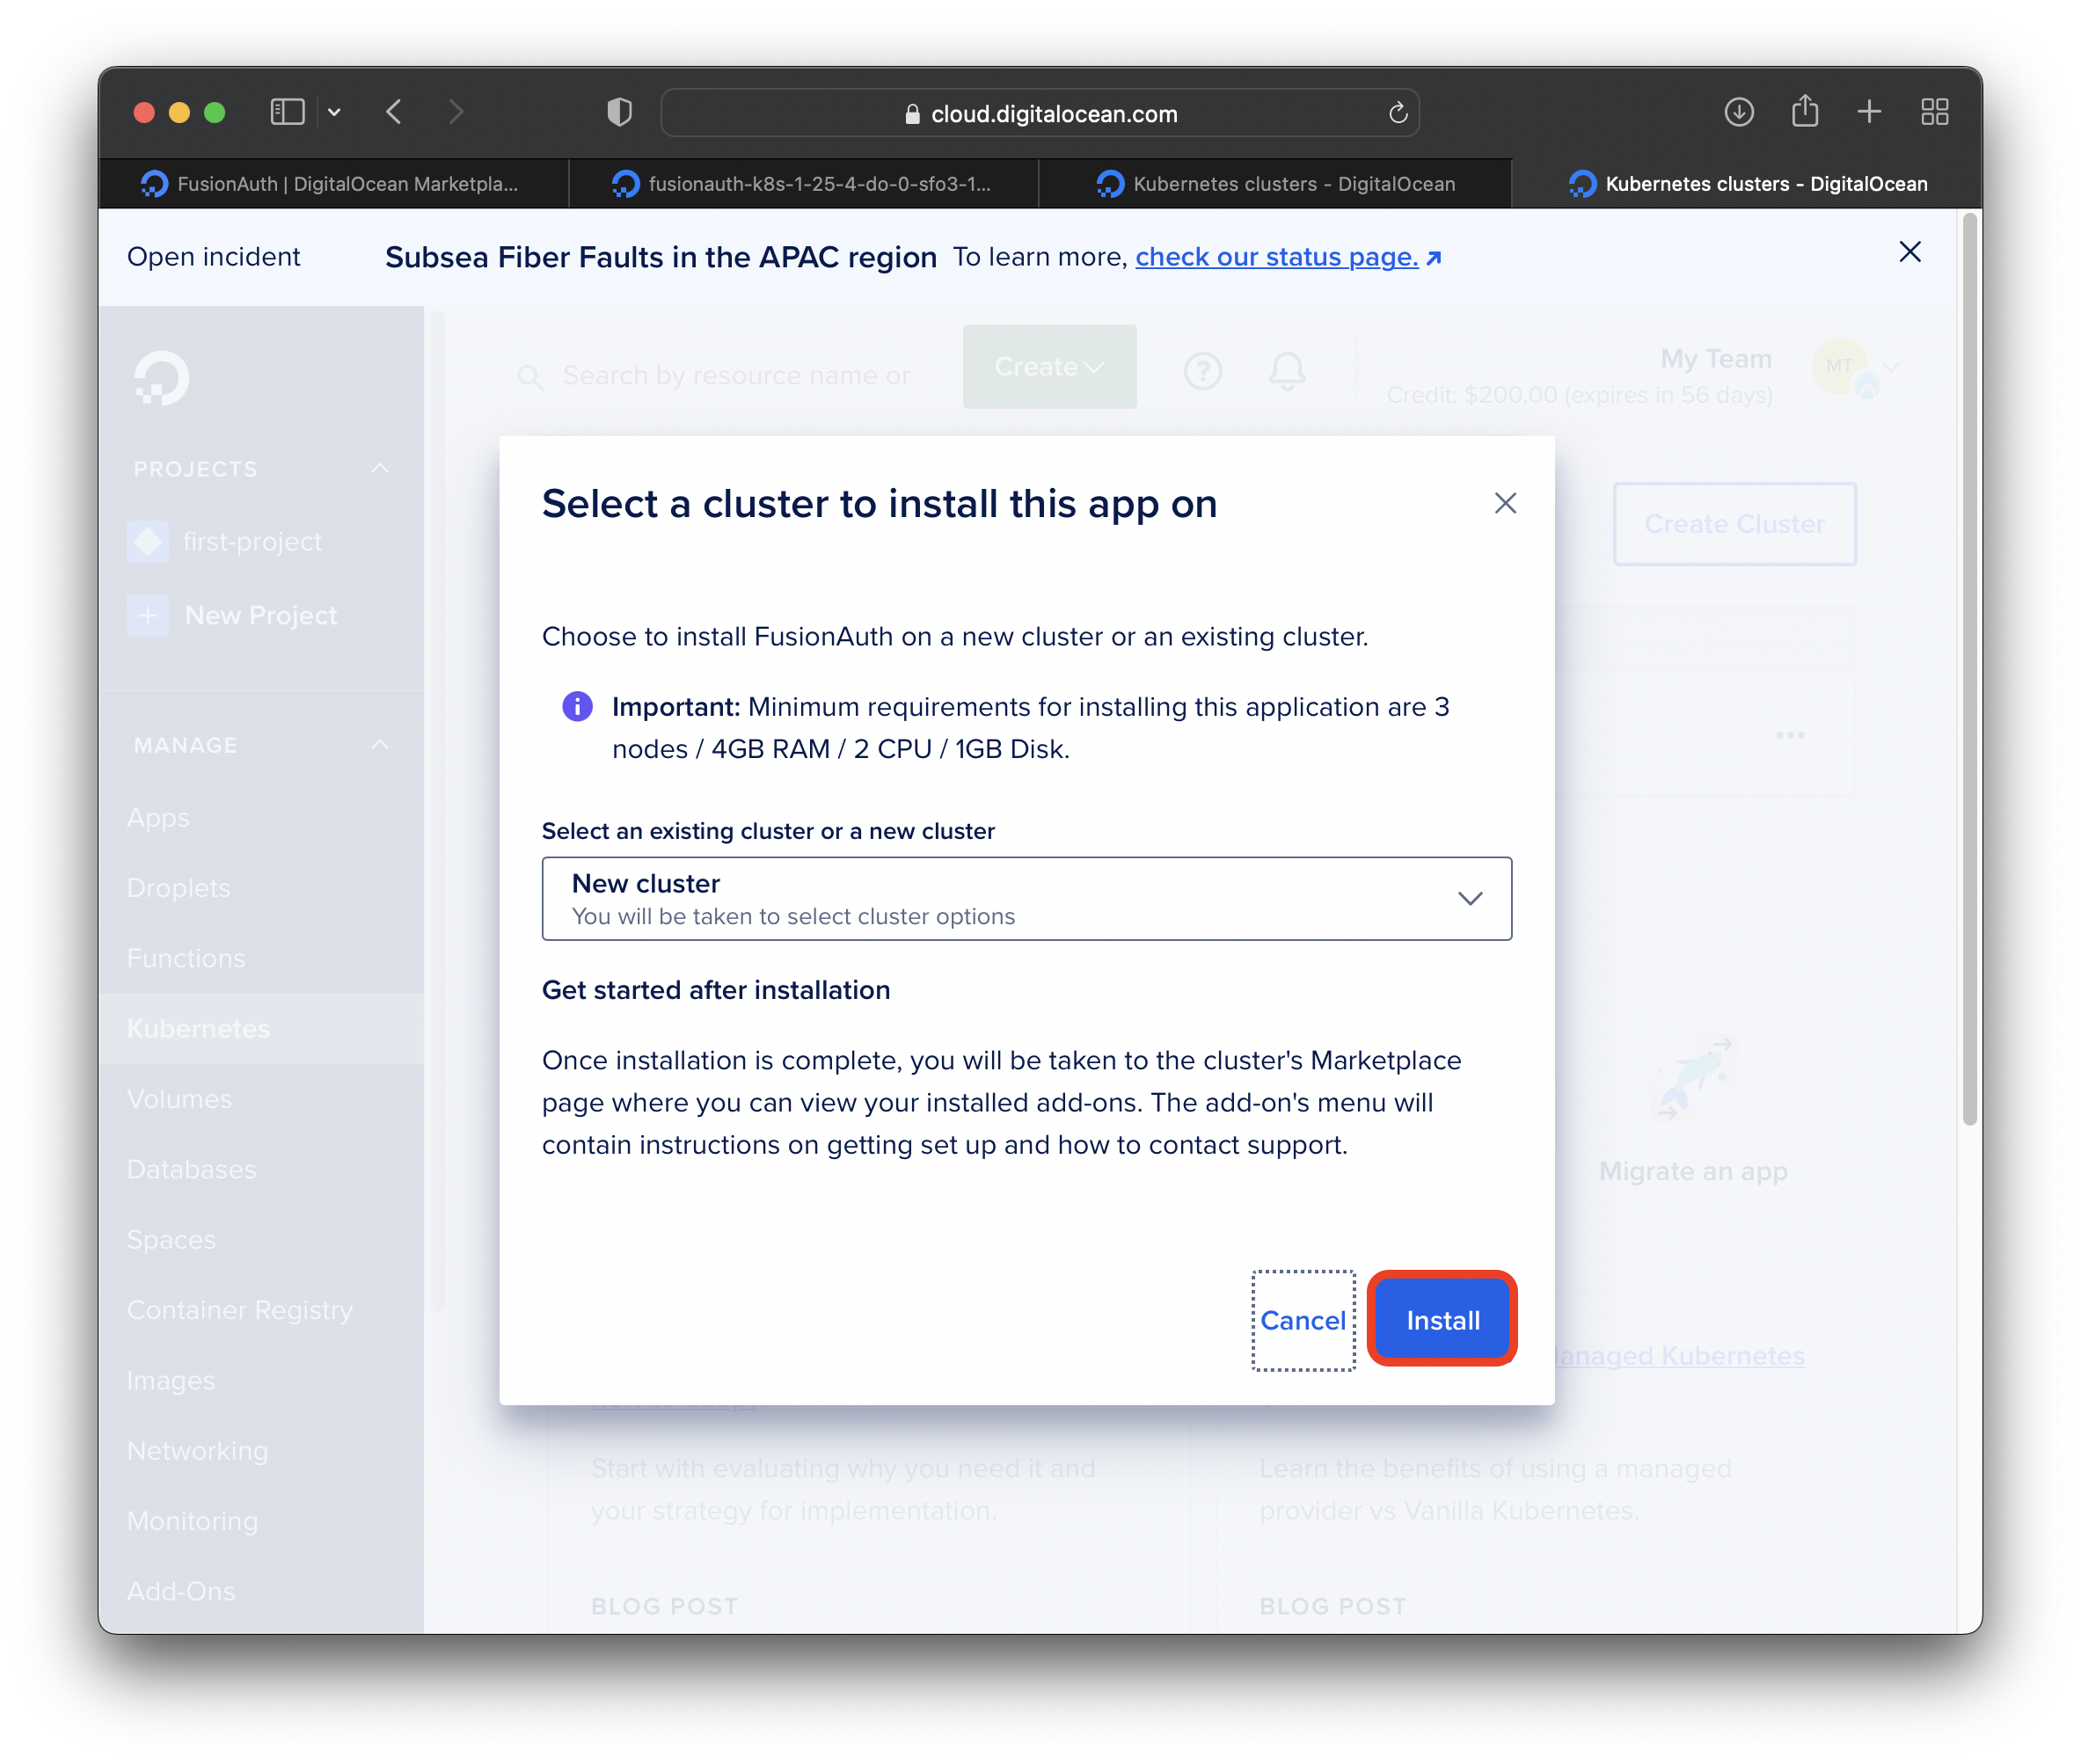 cloud.digitalocean.com
FusionAuth | DigitalOcean Marketpla...
fusionauth-k8s-1-25-4-do-0-sfo3-1...
Kubernetes clusters - DigitalOcean
Kubernetes clusters - DigitalOcean
Open incident
Subsea Fiber Faults in the APAC region To learn more, check our status page.
Search by resource name or
Create
My Team
Credit: $200.00 (expires in 56 days)
MT
PROJECTS
first-project
New Project
MANAGE
Apps
Droplets
Functions
Kubernetes
Volumes
Databases
Spaces
Container Registry
Images
Networking
Monitoring
Add-Ons
Create Cluster
Select a cluster to install this app on
Choose to install FusionAuth on a new cluster or an existing cluster.
Important: Minimum requirements for installing this application are 3
nodes / 4GB RAM / 2 CPU / 1GB Disk.
Select an existing cluster or a new cluster
New cluster
You will be taken to select cluster options
Get started after installation
Once installation is complete, you will be taken to the cluster's Marketplace
page where you can view your installed add-ons. The add-on's menu will
contain instructions on getting set up and how to contact support.
Cancel
Install
Migrate an app
anaged Kubernetes
Start with evaluating why you need it and
your strategy for implementation.
Learn the benefits of using a managed
provider vs Vanilla Kubernetes.
BLOG POST
BLOG POST